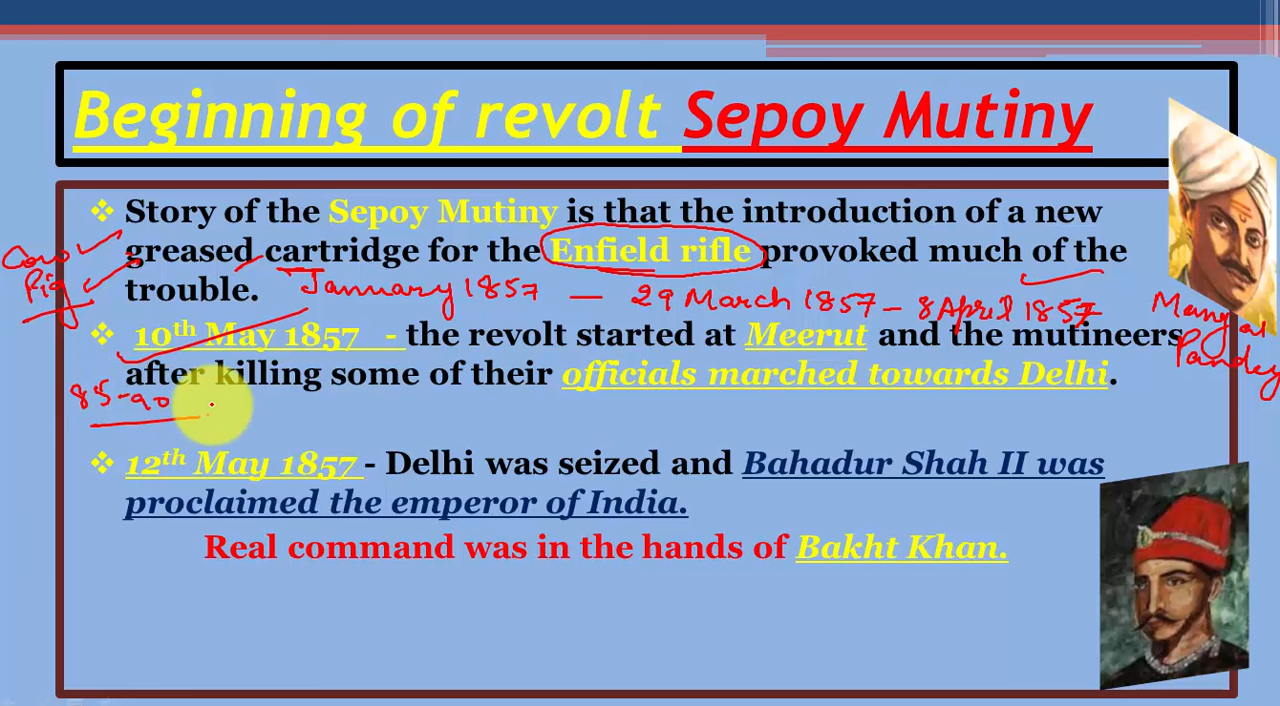 Beginning of revolt Sepoy Mutiny
❖ Story of the Sepoy Mutiny is that the introduction of a new
greased cartridge for the Enfield rifle provoked much of the
trouble.
Cow
Pig
January 1857 — 29 March 1857 - 8 April 1857
Mangal
Pandey
❖ 10th May 1857 - the revolt started at Meerut and the mutineers
after killing some of their officials marched towards Delhi.
85-90
❖ 12th May 1857 - Delhi was seized and Bahadur Shah II was
proclaimed the emperor of India.
Real command was in the hands of Bakht Khan.